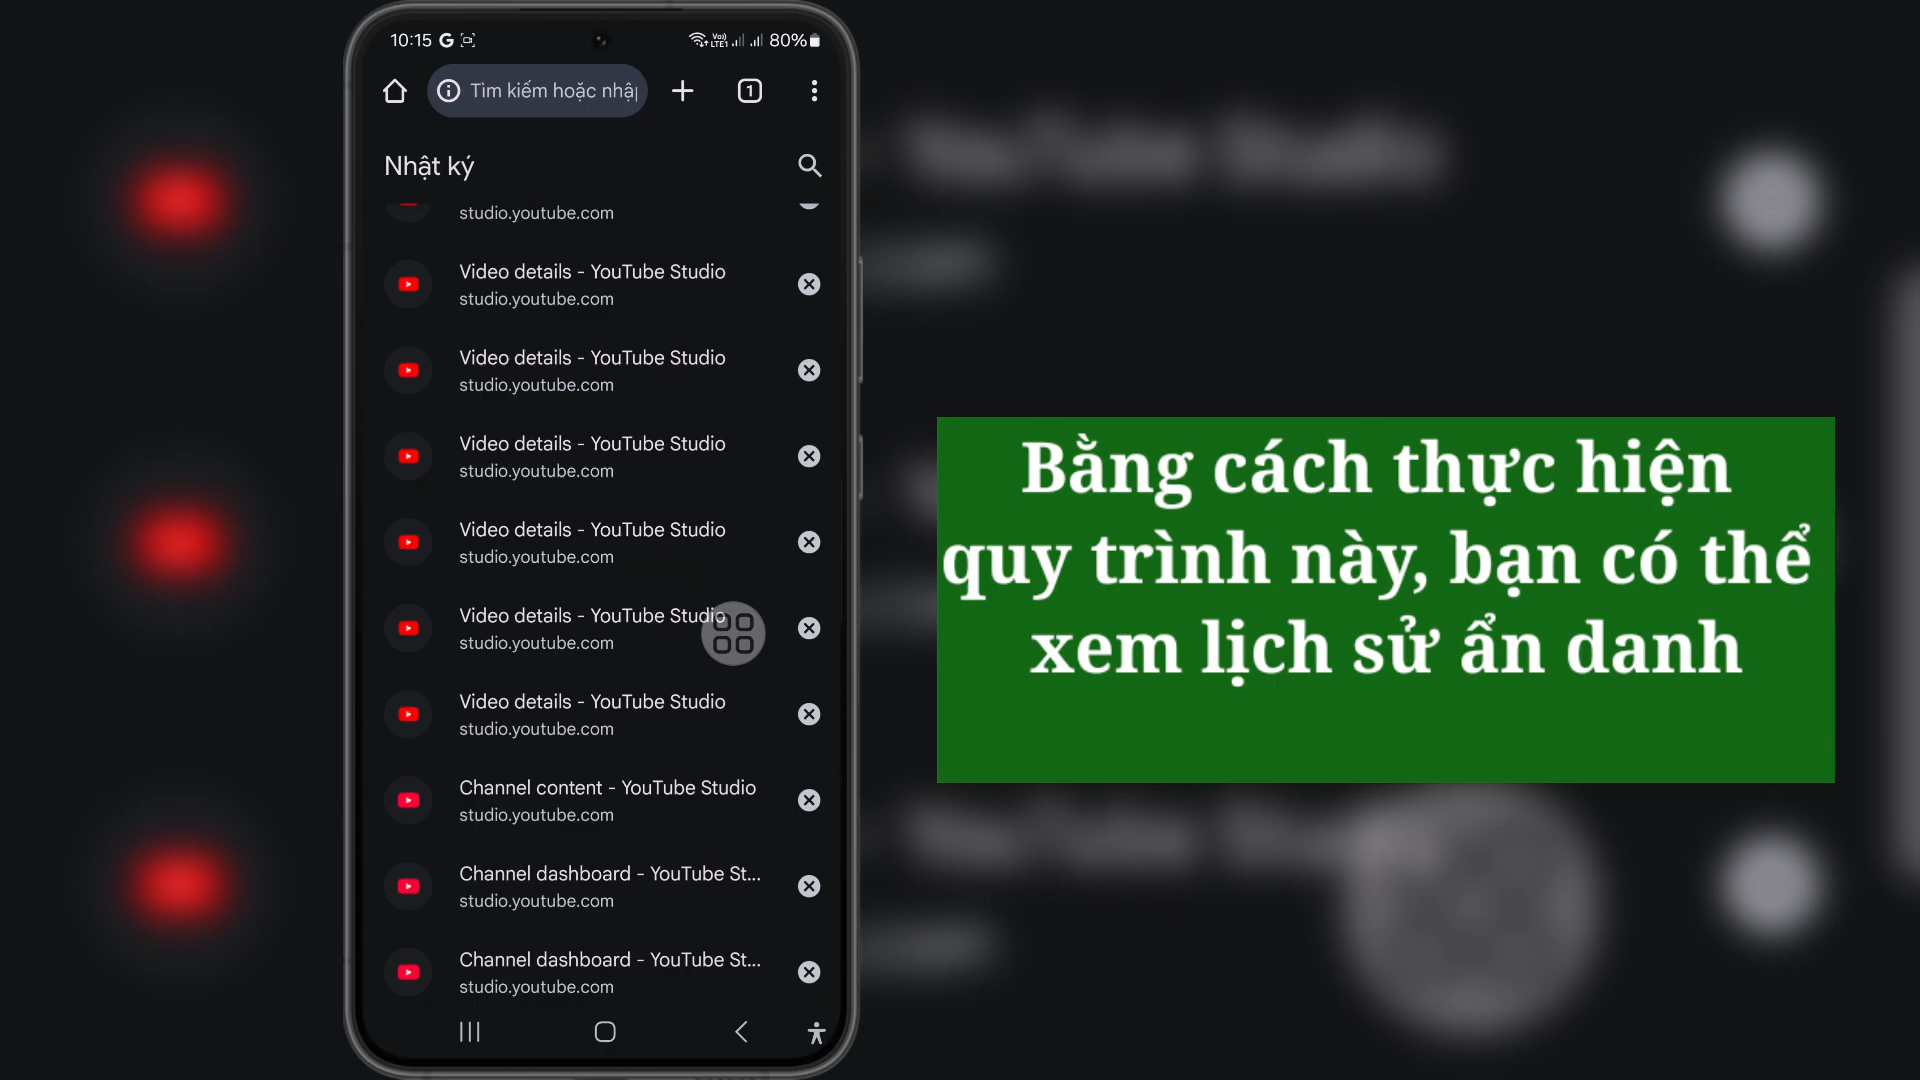 10:15 G VoD LTE1 80%
Tìm kiếm hoặc nhập
1
Nhật ký
studio.youtube.com
Video details - YouTube Studio
studio.youtube.com
Video details - YouTube Studio
studio.youtube.com
Video details - YouTube Studio
studio.youtube.com
Video details - YouTube Studio
studio.youtube.com
Video details - YouTube Studio
studio.youtube.com
Video details - YouTube Studio
studio.youtube.com
Channel content - YouTube Studio
studio.youtube.com
Channel dashboard - YouTube St...
studio.youtube.com
Channel dashboard - YouTube St...
studio.youtube.com
Bằng cách thực hiện
quy trình này, bạn có thể
xem lịch sử ẩn danh